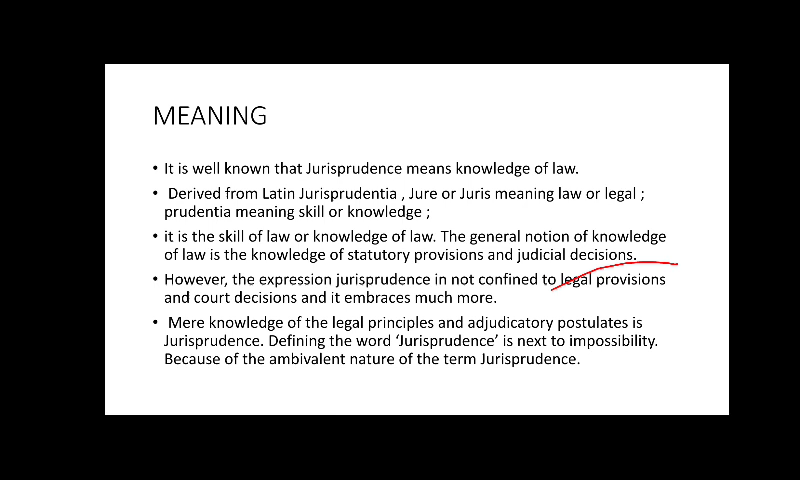 MEANING
• It is well known that Jurisprudence means knowledge of law.
• Derived from Latin Jurisprudentia , Jure or Juris meaning law or legal ;
prudentia meaning skill or knowledge ;
• it is the skill of law or knowledge of law. The general notion of knowledge
of law is the knowledge of statutory provisions and judicial decisions.
• However, the expression jurisprudence in not confined to legal provisions
and court decisions and it embraces much more.
• Mere knowledge of the legal principles and adjudicatory postulates is
Jurisprudence. Defining the word ‘Jurisprudence’ is next to impossibility.
Because of the ambivalent nature of the term Jurisprudence.